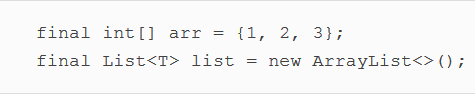 final int[] arr = {1, 2, 3};
final List<T> list = new ArrayList<>();